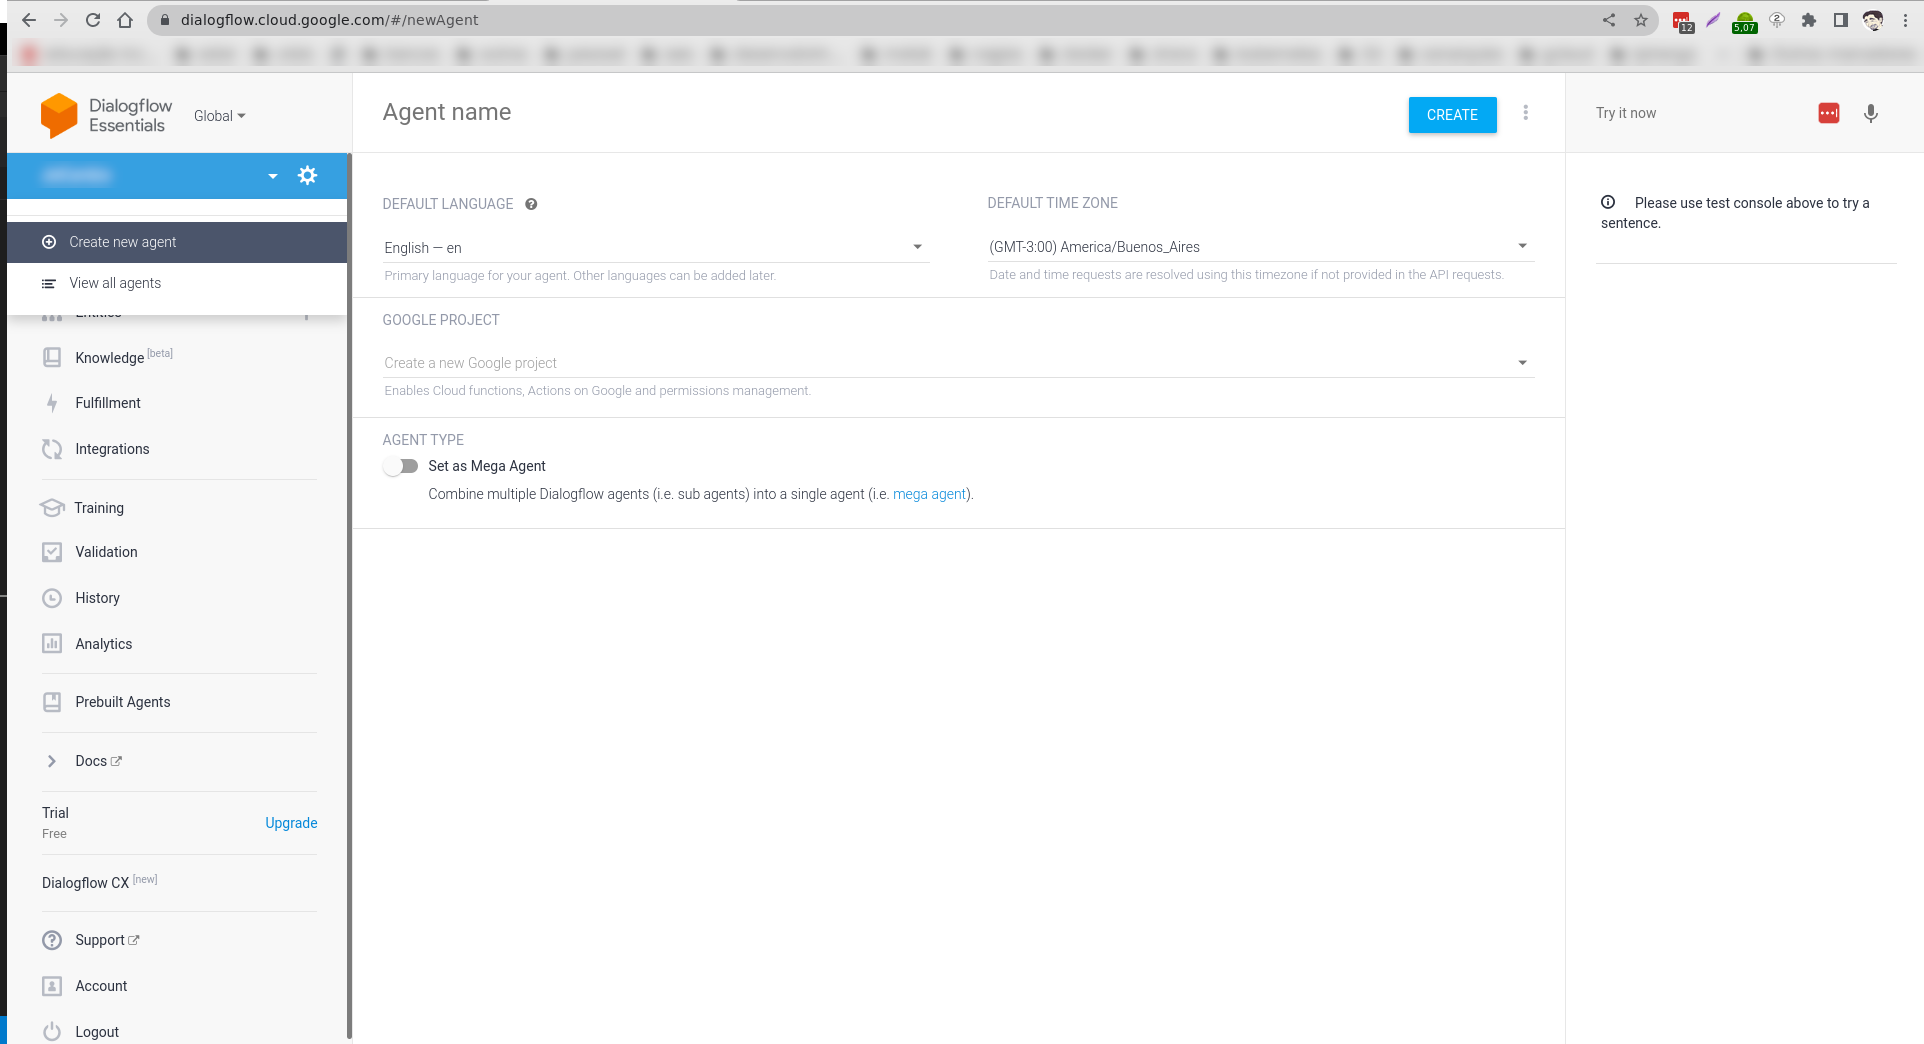 dialogflow.cloud.google.com/#/newAgent
12
5,07
2
Dialogflow
Essentials
Global
Create new agent
View all agents
Entities
Knowledge [beta]
Fulfillment
Integrations
Training
Validation
History
Analytics
Prebuilt Agents
Docs
Trial
Free
Upgrade
Dialogflow CX [new]
Support
Account
Logout
Agent name
CREATE
DEFAULT LANGUAGE
DEFAULT TIME ZONE
English — en
(GMT-3:00) America/Buenos_Aires
Primary language for your agent. Other languages can be added later.
Date and time requests are resolved using this timezone if not provided in the API requests.
GOOGLE PROJECT
Create a new Google project
Enables Cloud functions, Actions on Google and permissions management.
AGENT TYPE
Set as Mega Agent
Combine multiple Dialogflow agents (i.e. sub agents) into a single agent (i.e. mega agent).
Try it now
Please use test console above to try a
sentence.